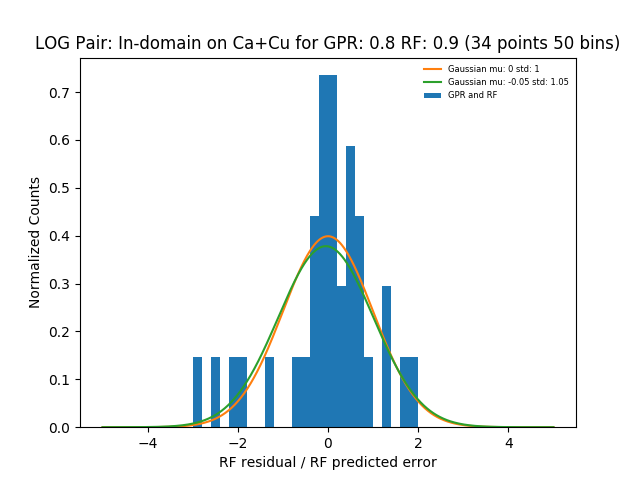 LOG Pair: In-domain on Ca+Cu for GPR: 0.8 RF: 0.9 (34 points 50 bins)
Gaussian mu: 0 std: 1
Gaussian mu: -0.05 std: 1.05
GPR and RF
Normalized Counts
0.7
0.6
0.5
0.4
0.3
0.2
0.1
0.0
−4 −2 0 2 4
RF residual / RF predicted error